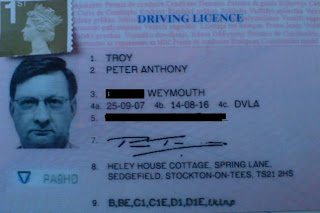 1ST
DRIVING LICENCE
1. TROY
2. PETER ANTHONY
3. WEYMOUTH
4a. 25-09-07 4b. 14-08-16 4c. DVLA
5.
7.
8. HELEY HOUSE COTTAGE, SPRING LANE,
SEDGEFIELD, STOCKTON-ON-TEES, TS21 2HS
9. B,BE,C1,C1E,D1,D1E,